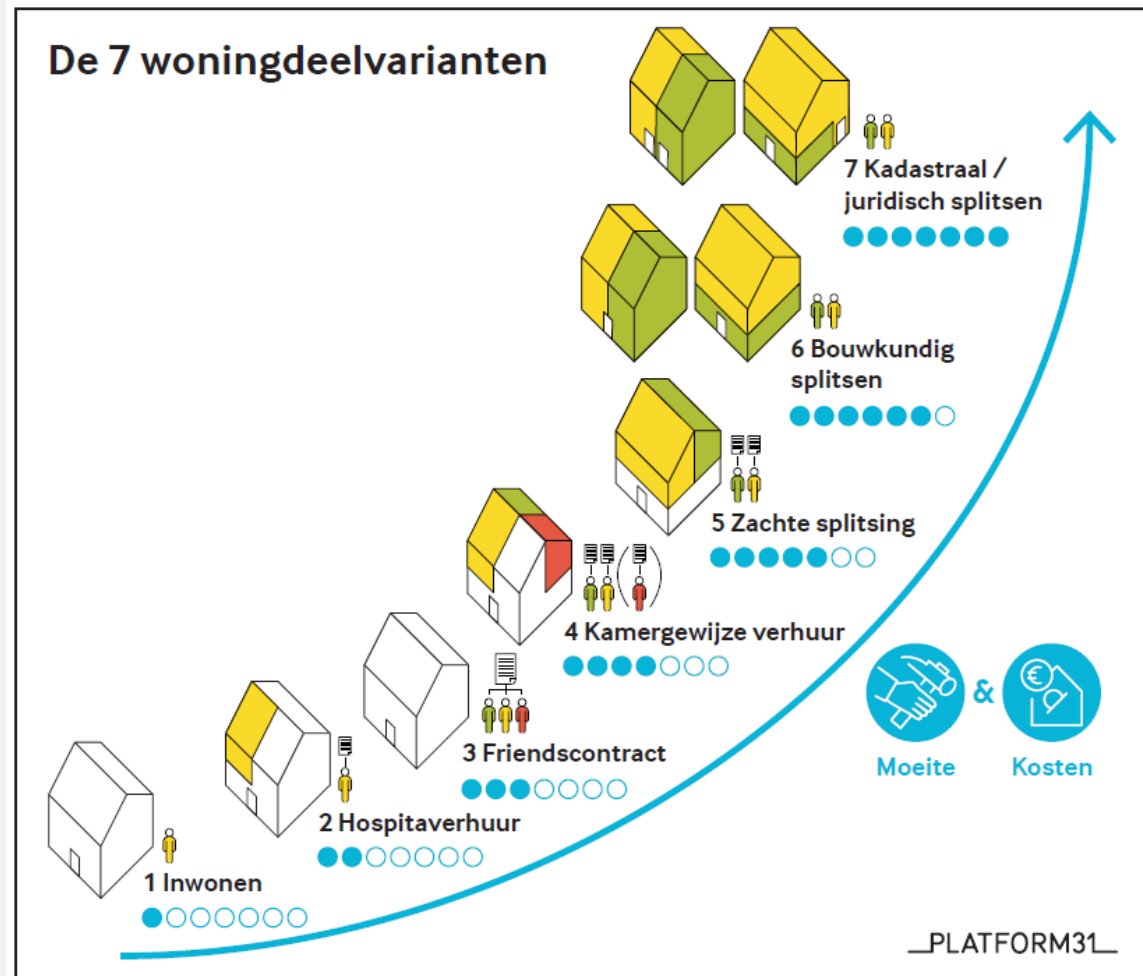 De 7 woningdeelvarianten
7 Kadastraal /
juridisch splitsen
6 Bouwkundig
splitsen
5 Zachte splitsing
4 Kamergewijze verhuur
3 Friendscontract
2 Hospitaverhuur
1 Inwonen
€
&
Moeite
Kosten
_PLATFORM31_